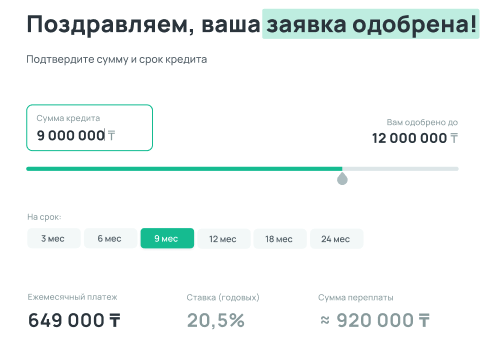 Поздравляем, ваша заявка одобрена!
Подтвердите сумму и срок кредита
Сумма кредита
9 000 000 ₸
Вам одобрено до
12 000 000 ₸
На срок:
3 мес 6 мес 9 мес 12 мес 18 мес 24 мес
Ежемесячный платеж Ставка (годовых) Сумма переплаты
649 000 ₸ 20,5% ≈ 920 000 ₸